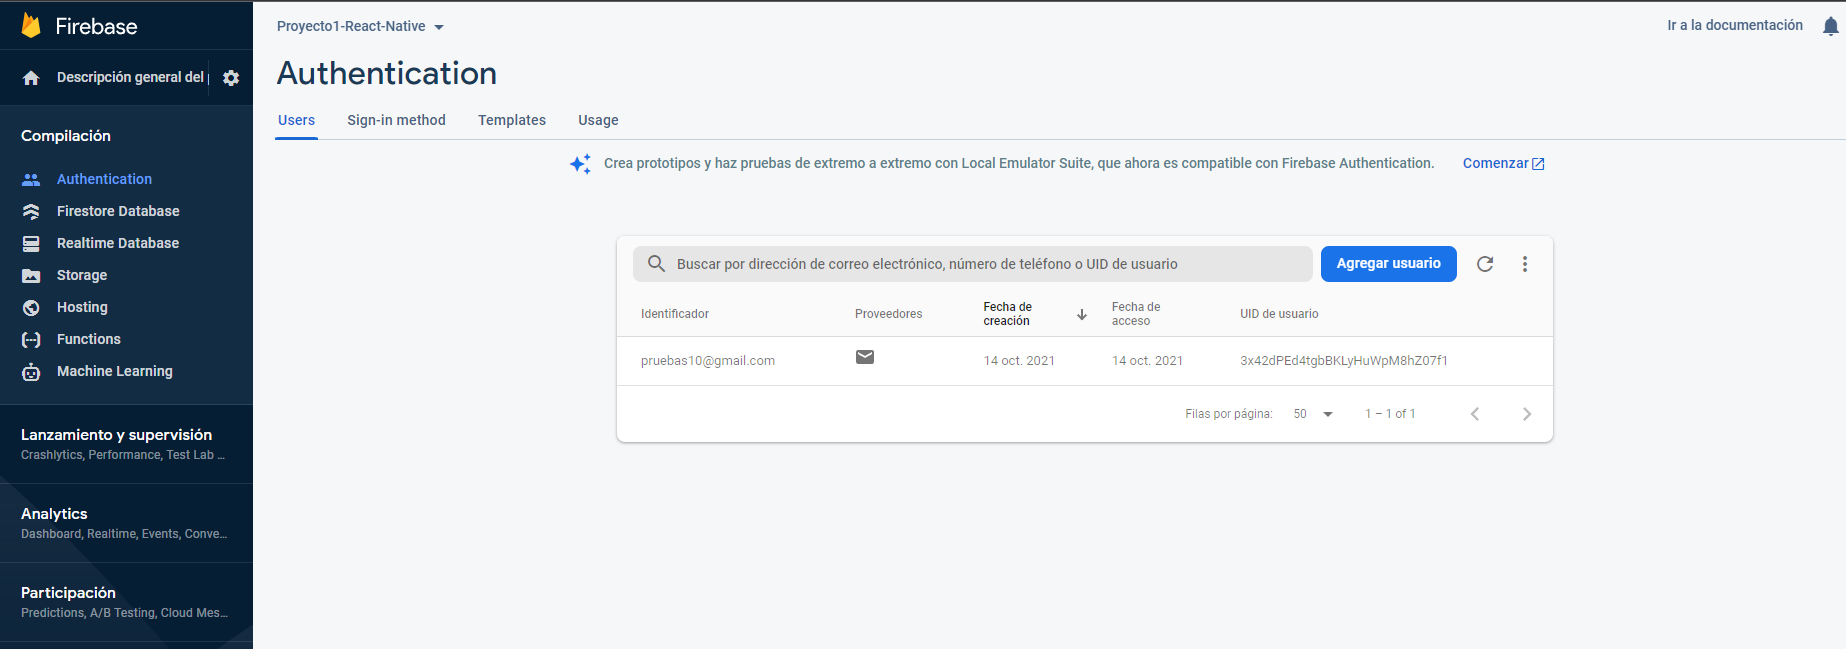 Firebase
Descripción general del
Compilación
Authentication
Firestore Database
Realtime Database
Storage
Hosting
Functions
Machine Learning
Lanzamiento y supervisión
Crashlytics, Performance, Test Lab ...
Analytics
Dashboard, Realtime, Events, Conve...
Participación
Predictions, A/B Testing, Cloud Mes...
Proyecto1-React-Native
Ir a la documentación
Authentication
Users Sign-in method Templates Usage
Crea prototipos y haz pruebas de extremo a extremo con Local Emulator Suite, que ahora es compatible con Firebase Authentication. Comenzar
Buscar por dirección de correo electrónico, número de teléfono o UID de usuario Agregar usuario
Identificador Proveedores Fecha de creación Fecha de acceso UID de usuario
pruebas10@gmail.com 14 oct. 2021 14 oct. 2021 3x42dPEd4tgbBKLyHuWpM8hZ07f1
Filas por página: 50 1 – 1 of 1